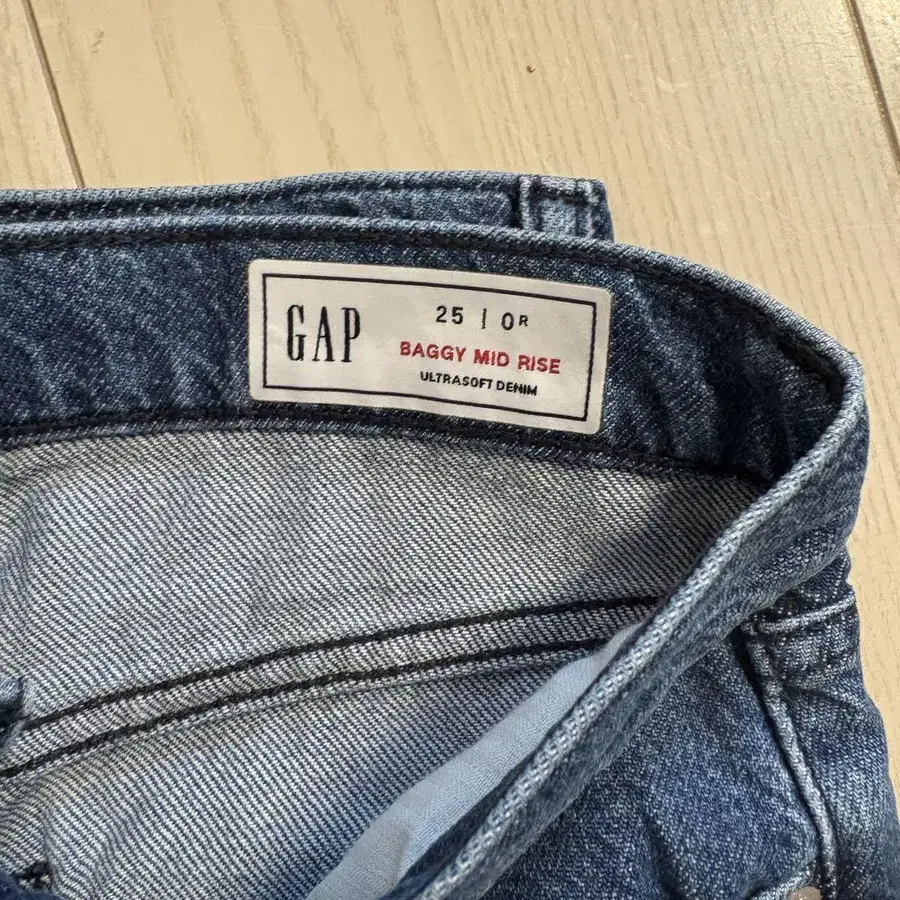 GAP
25 | 0R
BAGGY MID RISE
ULTRASOFT DENIM